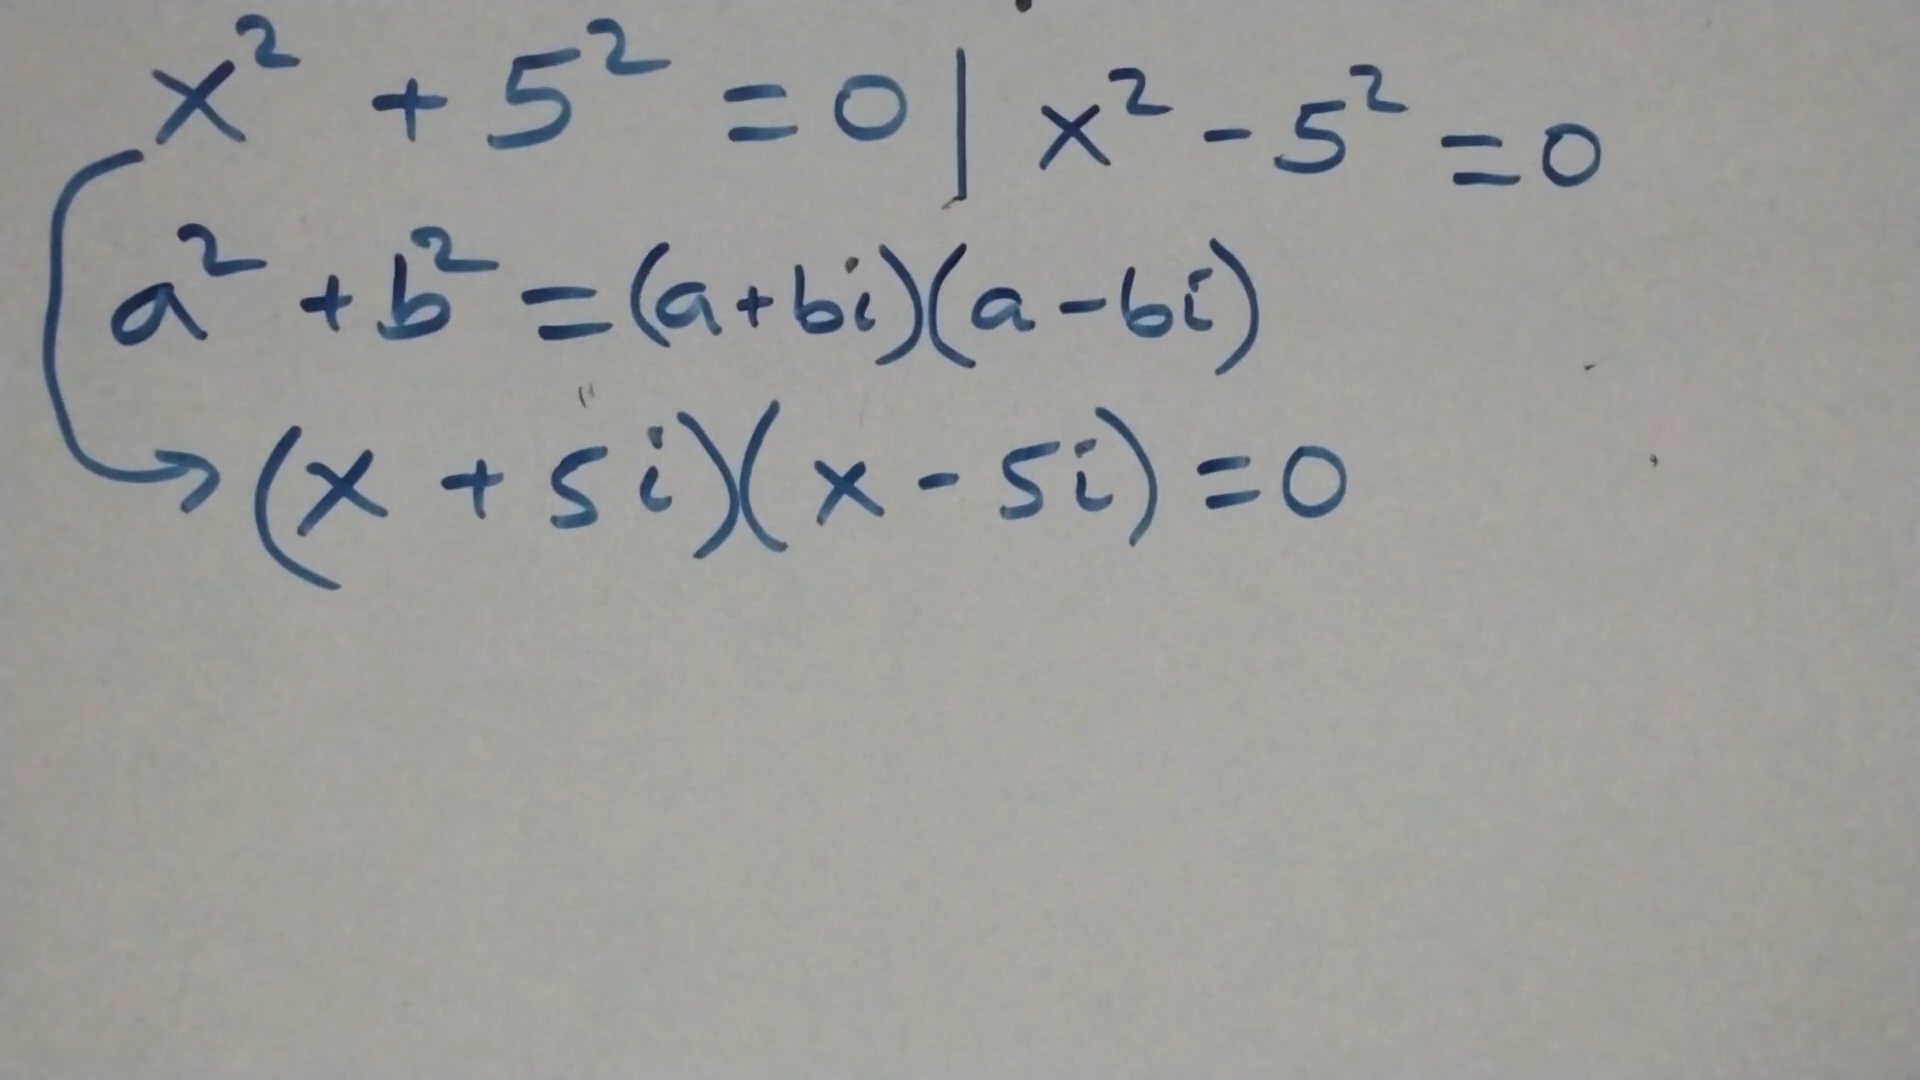 x² + 5² = 0 | x² - 5² = 0
a² + b² = (a + bi)(a - bi)
(x + 5i)(x - 5i) = 0